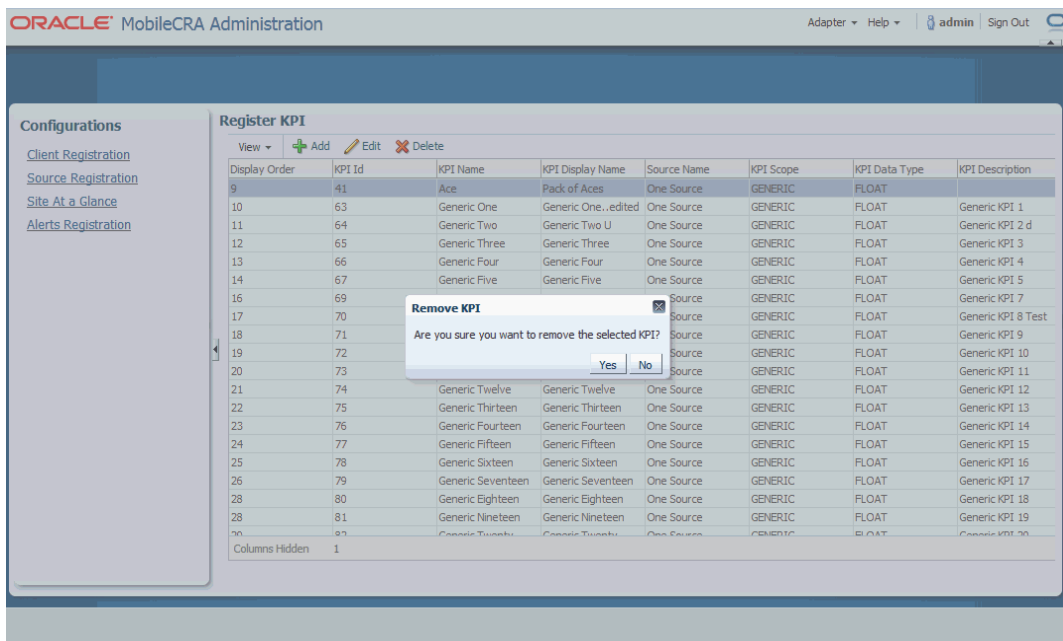 ORACLE MobileCRA Administration
Adapter Help admin Sign Out
Configurations
Client Registration
Source Registration
Site At a Glance
Alerts Registration
Register KPI
View Add Edit Delete
Display Order KPI Id KPI Name KPI Display Name Source Name KPI Scope KPI Data Type KPI Description
9 41 Ace Pack of Aces One Source GENERIC FLOAT
10 63 Generic One Generic One..edited One Source GENERIC FLOAT Generic KPI 1
11 64 Generic Two Generic Two U One Source GENERIC FLOAT Generic KPI 2 d
12 65 Generic Three Generic Three One Source GENERIC FLOAT Generic KPI 3
13 66 Generic Four Generic Four One Source GENERIC FLOAT Generic KPI 4
14 67 Generic Five Generic Five One Source GENERIC FLOAT Generic KPI 5
16 69 Source GENERIC FLOAT Generic KPI 7
17 70 Source GENERIC FLOAT Generic KPI 8 Test
18 71 Source GENERIC FLOAT Generic KPI 9
19 72 Source GENERIC FLOAT Generic KPI 10
20 73 Source GENERIC FLOAT Generic KPI 11
Remove KPI
Are you sure you want to remove the selected KPI?
Yes No
21 74 Generic Twelve Generic Twelve One Source GENERIC FLOAT Generic KPI 12
22 75 Generic Thirteen Generic Thirteen One Source GENERIC FLOAT Generic KPI 13
23 76 Generic Fourteen Generic Fourteen One Source GENERIC FLOAT Generic KPI 14
24 77 Generic Fifteen Generic Fifteen One Source GENERIC FLOAT Generic KPI 15
25 78 Generic Sixteen Generic Sixteen One Source GENERIC FLOAT Generic KPI 16
26 79 Generic Seventeen Generic Seventeen One Source GENERIC FLOAT Generic KPI 17
28 80 Generic Eighteen Generic Eighteen One Source GENERIC FLOAT Generic KPI 18
28 81 Generic Nineteen Generic Nineteen One Source GENERIC FLOAT Generic KPI 19
Generic Twenty Generic Twenty One Source GENERIC FLOAT Generic KPI 20
Columns Hidden 1